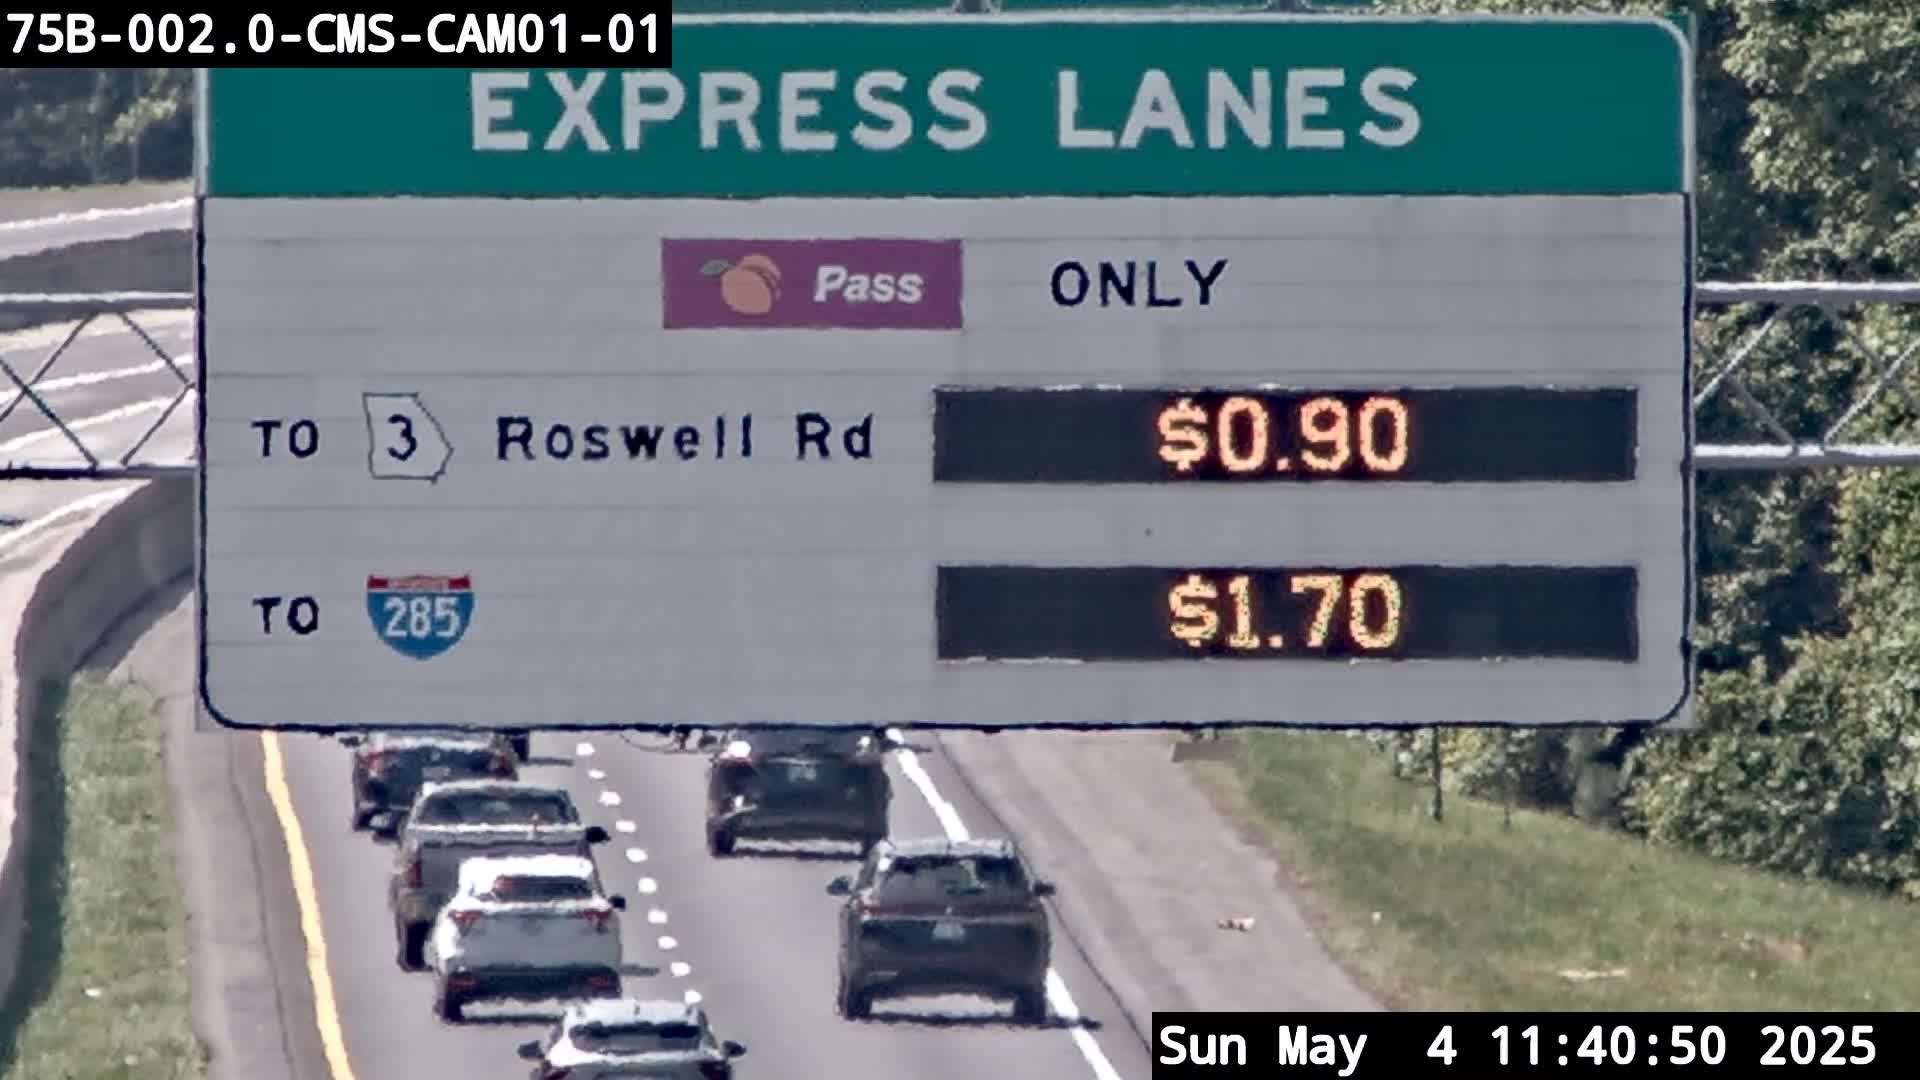 75B-002.0-CMS-CAM01-01
EXPRESS LANES
Pass ONLY
TO 3 Roswell Rd $0.90
TO 285 $1.70
Sun May 4 11:40:50 2025